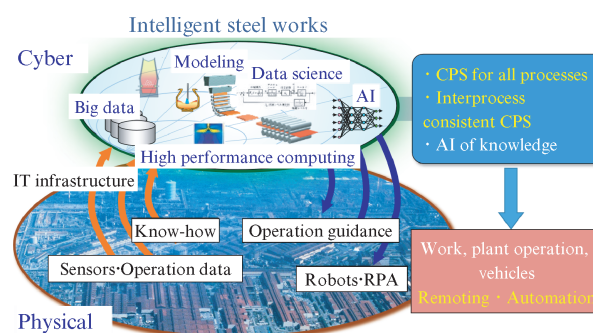 Intelligent steel works
Cyber
Modeling
Data science
Big data
AI
High performance computing
IT infrastructure
Know-how
Operation guidance
Sensors·Operation data
Robots·RPA
Physical
· CPS for all processes
· Interprocess
consistent CPS
· AI of knowledge
Work, plant operation,
vehicles
Remoting · Automation